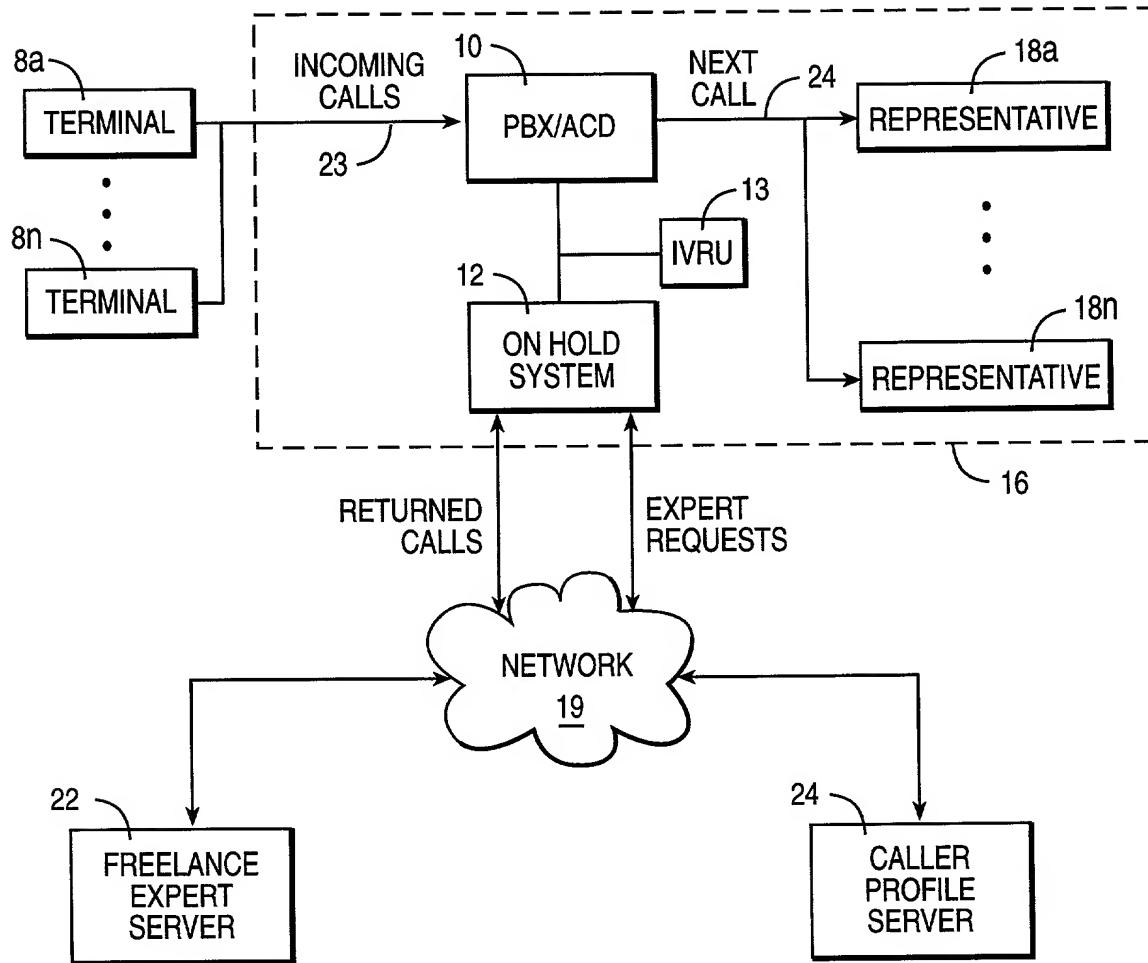 8a
TERMINAL
8n
TERMINAL
INCOMING
CALLS
23
10
PBX/ACD
NEXT
CALL
24
18a
REPRESENTATIVE
13
IVRU
12
ON HOLD
SYSTEM
18n
REPRESENTATIVE
16
RETURNED
CALLS
EXPERT
REQUESTS
NETWORK
19
22
FREELANCE
EXPERT
SERVER
24
CALLER
PROFILE
SERVER